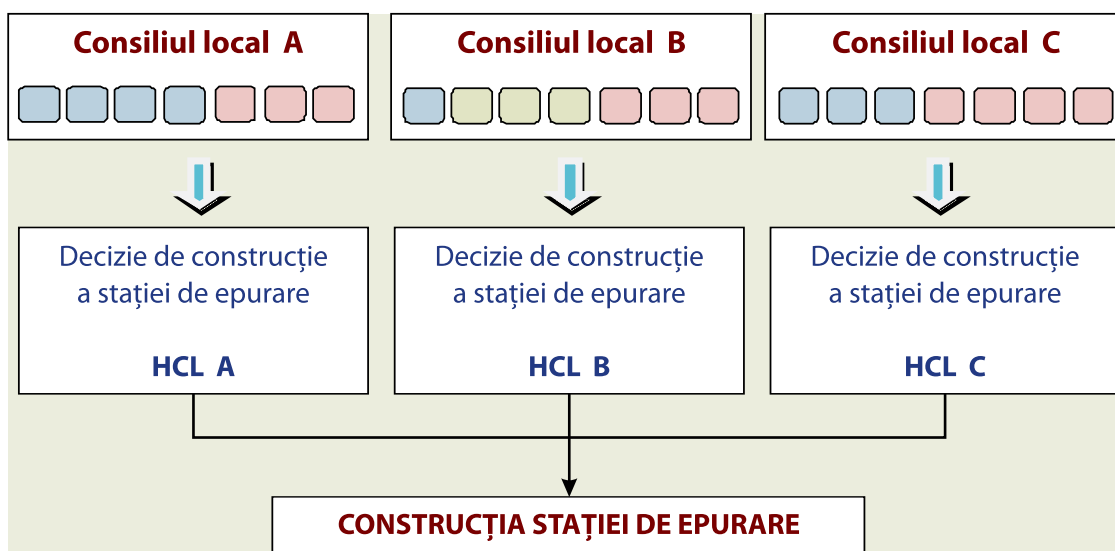 Consiliul local A
Consiliul local B
Consiliul local C
Decizie de construcție
a stației de epurare
HCL A
Decizie de construcție
a stației de epurare
HCL B
Decizie de construcție
a stației de epurare
HCL C
CONSTRUCȚIA STAȚIEI DE EPURARE